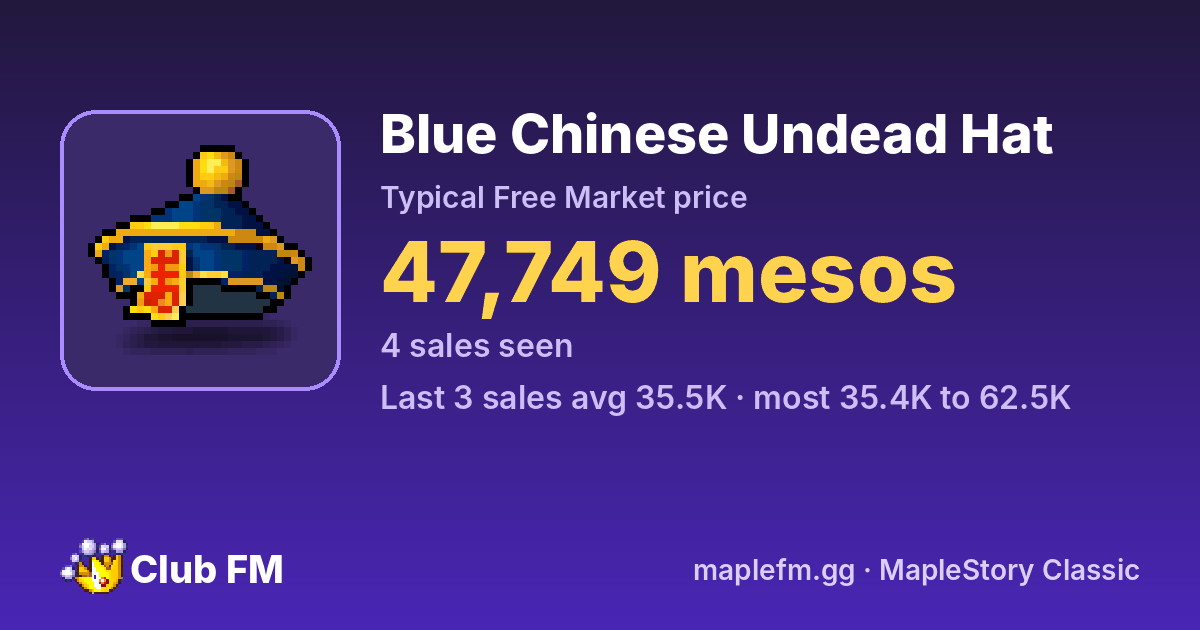 Blue Chinese Undead Hat
Typical Free Market price
47,749 mesos
4 sales seen
Last 3 sales avg 35.5K · most 35.4K to 62.5K
Club FM
maplefm.gg · MapleStory Classic